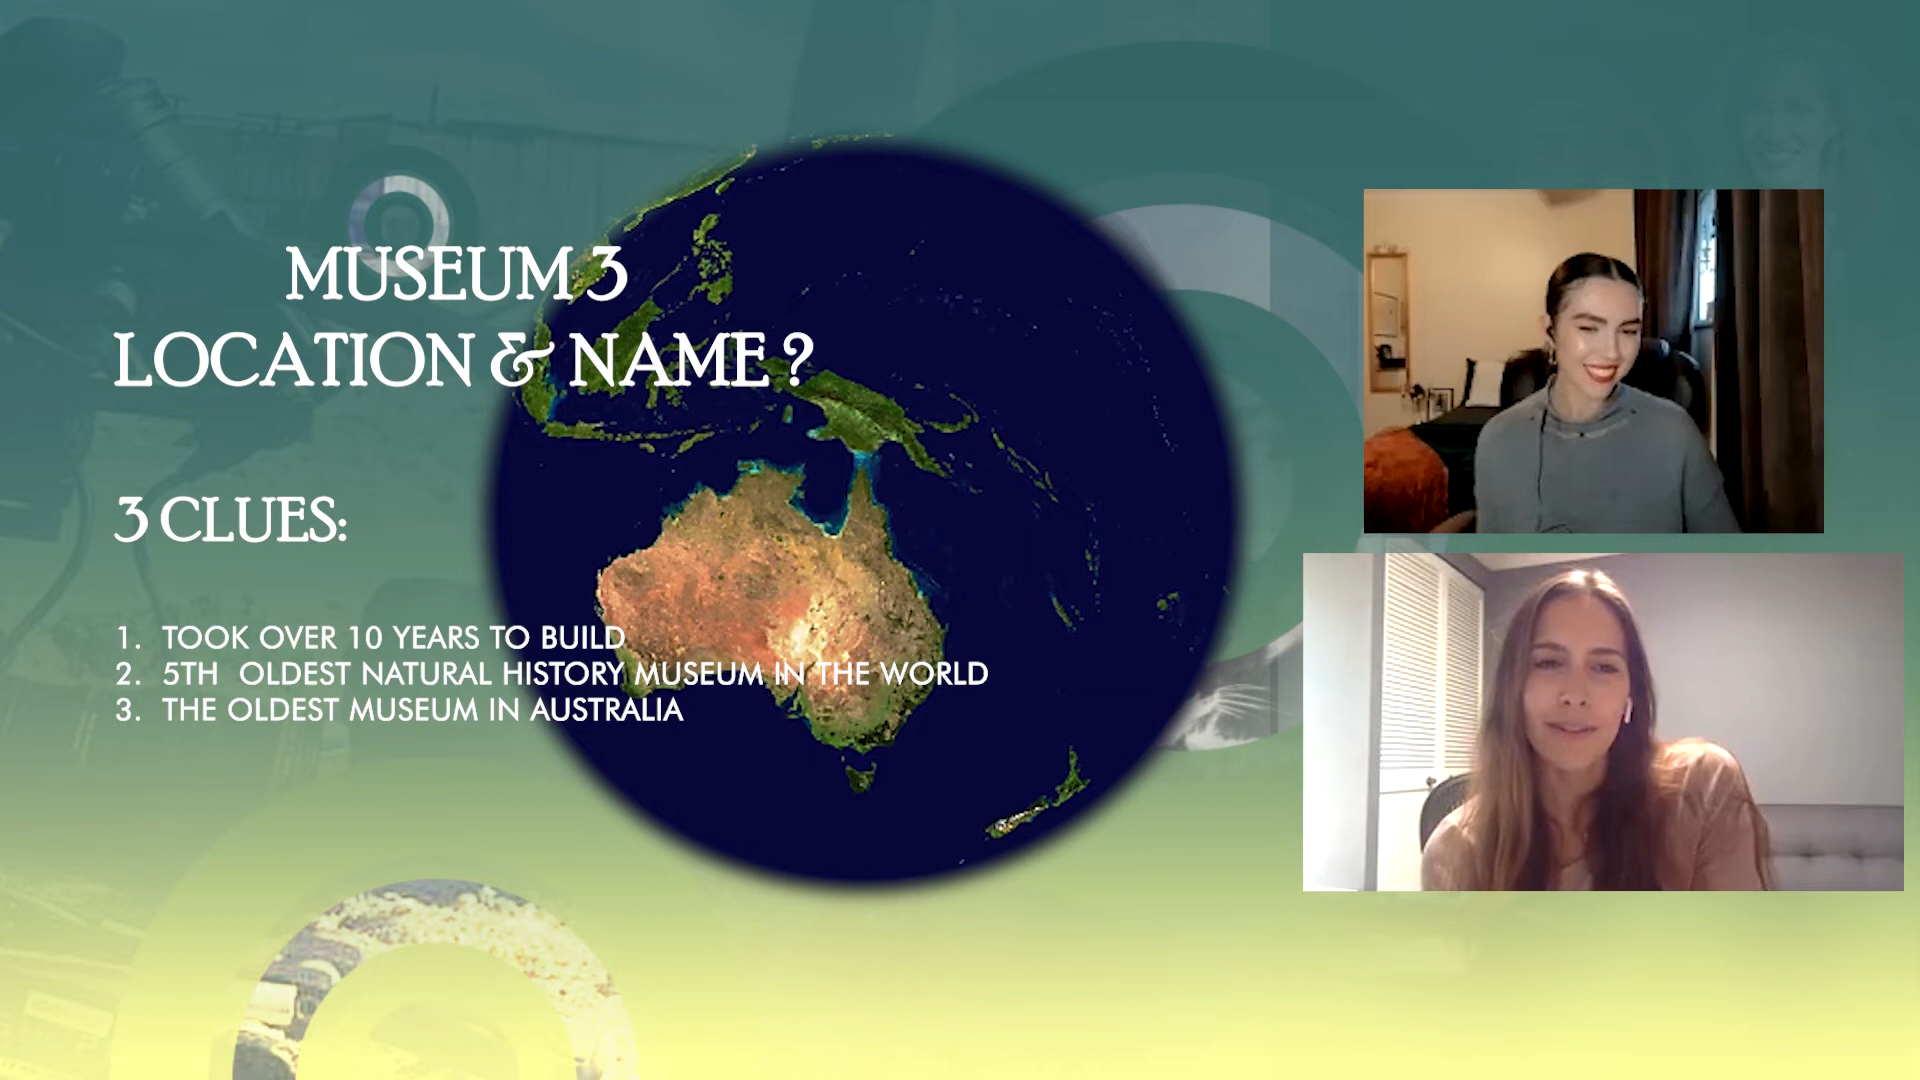 MUSEUM 3
LOCATION & NAME ?
3 CLUES:
1. TOOK OVER 10 YEARS TO BUILD
2. 5TH OLDEST NATURAL HISTORY MUSEUM IN THE WORLD
3. THE OLDEST MUSEUM IN AUSTRALIA